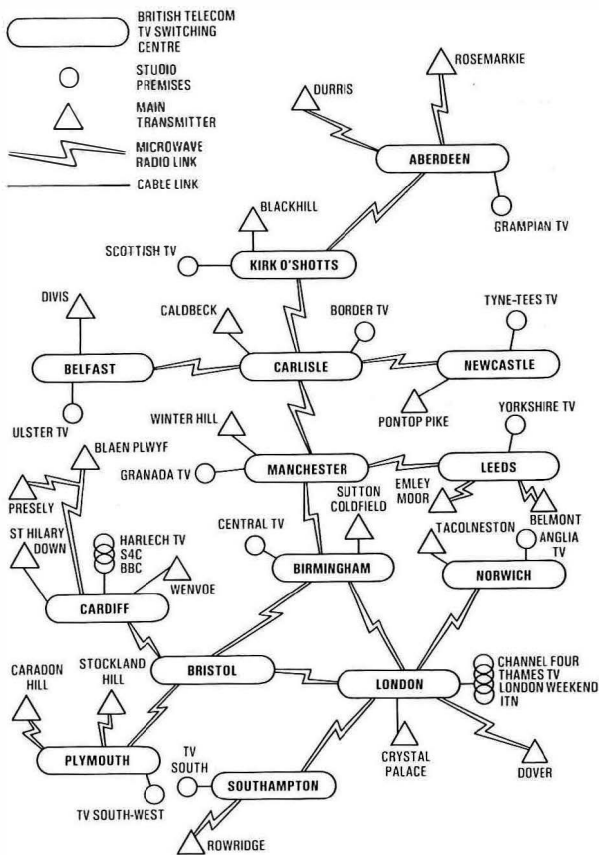 BRITISH TELECOM
TV SWITCHING
CENTRE
STUDIO
PREMISES
MAIN
TRANSMITTER
MICROWAVE
RADIO LINK
CABLE LINK
ROSEMARKIE
DURRIS
ABERDEEN
GRAMPIAN TV
BLACKHILL
SCOTTISH TV
KIRK O'SHOTTS
DIVIS
CALDBECK
BORDER TV
TYNE-TEES TV
BELFAST
CARLISLE
NEWCASTLE
PONTOP PIKE
ULSTER TV
WINTER HILL
YORKSHIRE TV
BLAEN PLWYF
GRANADA TV
MANCHESTER
LEEDS
PRESELY
EMLEY
MOOR
BELMONT
SUTTON
COLDFIELD
ST HILARY
DOWN
HARLECH TV
S4C
BBC
CENTRAL TV
TACOLNESTON
ANGLIA
TV
BIRMINGHAM
NORWICH
WENVOE
CARDIFF
BRISTOL
LONDON
CHANNEL FOUR
THAMES TV
LONDON WEEKEND
ITN
CARADON
HILL
STOCKLAND
HILL
CRYSTAL
PALACE
DOVER
PLYMOUTH
TV
SOUTH
SOUTHAMPTON
TV SOUTH-WEST
ROWRIDGE